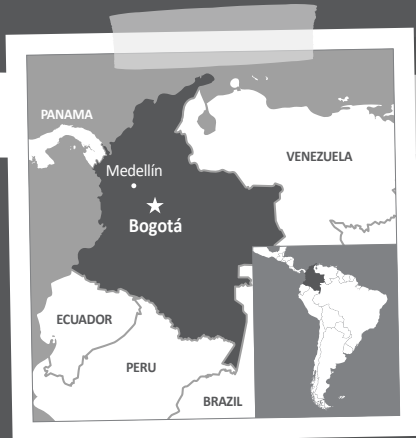 PANAMA
VENEZUELA
Medellín
Bogotá
ECUADOR
PERU
BRAZIL